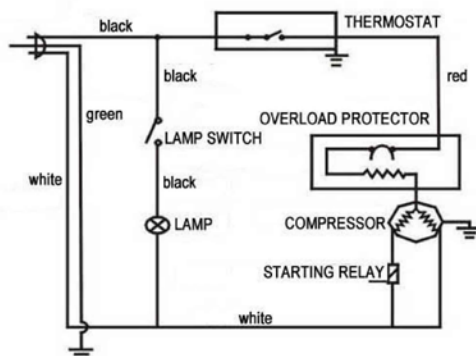 black
THERMOSTAT
black
red
green
OVERLOAD PROTECTOR
LAMP SWITCH
white
black
LAMP
COMPRESSOR
STARTING RELAY
white